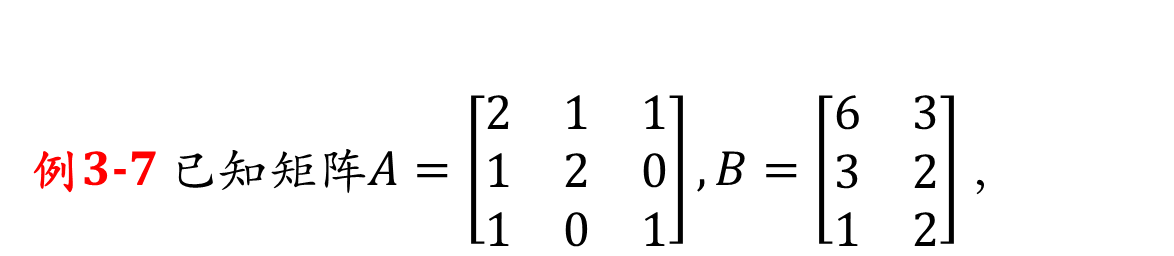 例3-7 已知矩阵A = [2 1 1; 1 2 0; 1 0 1], B = [6 3; 3 2; 1 2] ,